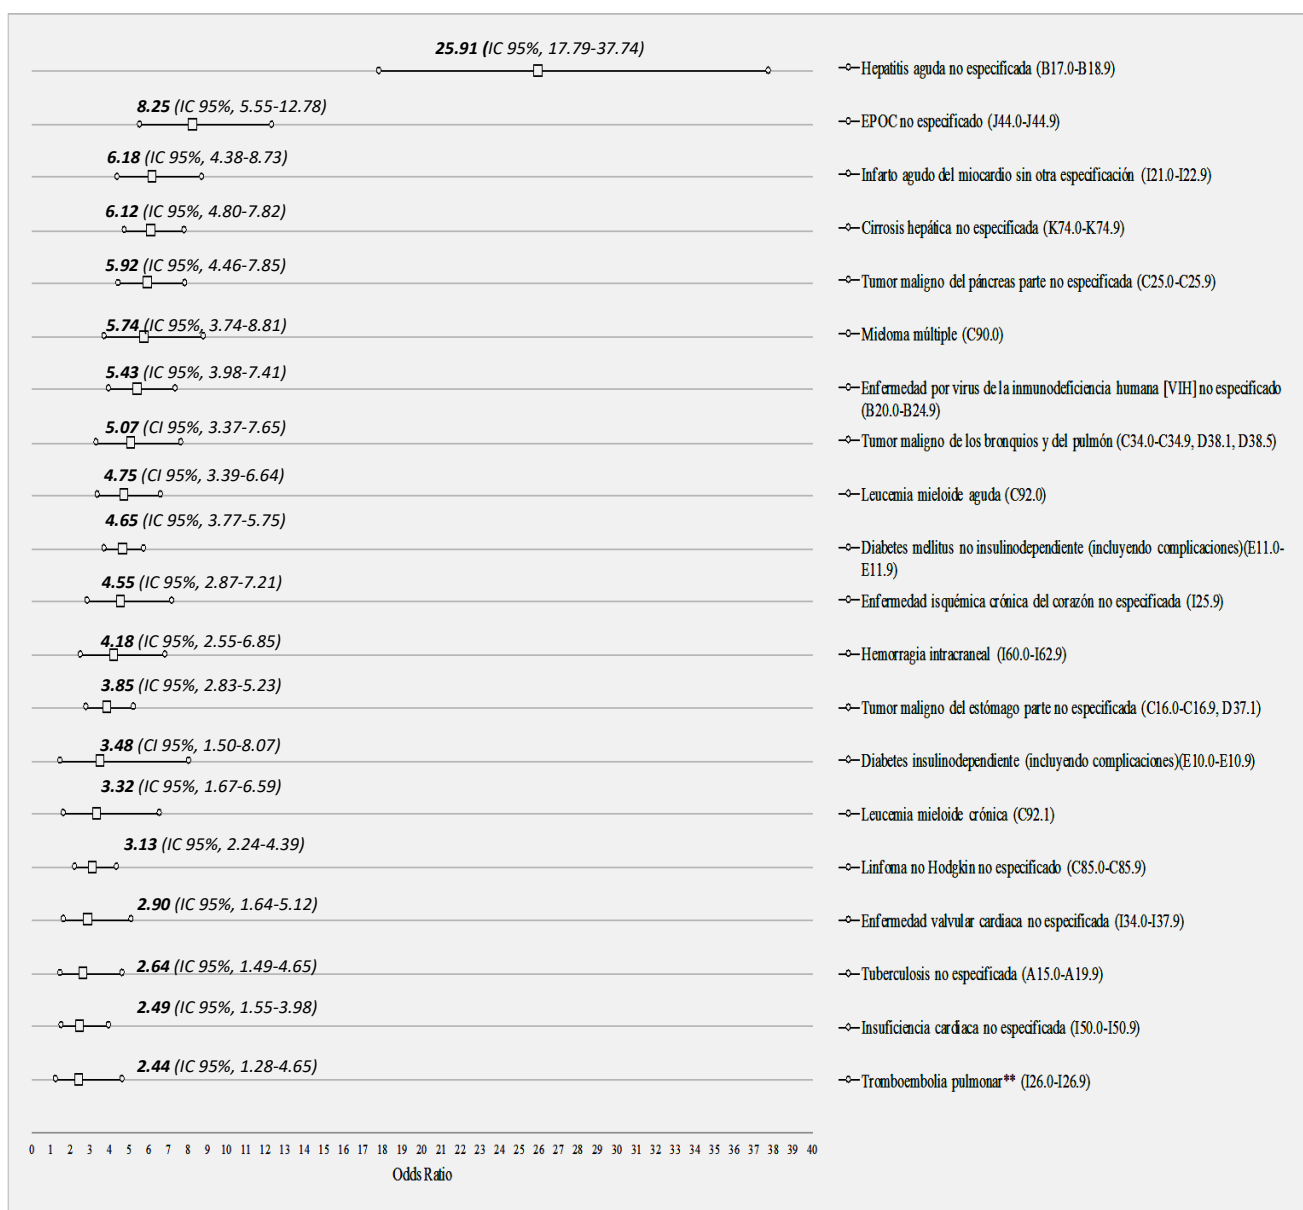 25.91 (IC 95%, 17.79-37.74)
Hepatitis aguda no especificada (B17.0-B18.9)
8.25 (IC 95%, 5.55-12.78)
EPOC no especificado (J44.0-J44.9)
6.18 (IC 95%, 4.38-8.73)
Infarto agudo del miocardio sin otra especificación (I21.0-I22.9)
6.12 (IC 95%, 4.80-7.82)
Cirrosis hepática no especificada (K74.0-K74.9)
5.92 (IC 95%, 4.46-7.85)
Tumor maligno del páncreas parte no especificada (C25.0-C25.9)
5.74 (IC 95%, 3.74-8.81)
Mieloma múltiple (C90.0)
5.43 (IC 95%, 3.98-7.41)
Enfermedad por virus de la inmunodeficiencia humana [VIH] no especificado
(B20.0-B24.9)
5.07 (CI 95%, 3.37-7.65)
Tumor maligno de los bronquios y del pulmón (C34.0-C34.9, D38.1, D38.5)
4.75 (CI 95%, 3.39-6.64)
Leucemia mieloide aguda (C92.0)
4.65 (IC 95%, 3.77-5.75)
Diabetes mellitus no insulinodependiente (incluyendo complicaciones)(E11.0-
E11.9)
4.55 (IC 95%, 2.87-7.21)
Enfermedad isquémica crónica del corazón no especificada (I25.9)
4.18 (IC 95%, 2.55-6.85)
Hemorragia intracraneal (I60.0-I62.9)
3.85 (IC 95%, 2.83-5.23)
Tumor maligno del estómago parte no especificada (C16.0-C16.9, D37.1)
3.48 (CI 95%, 1.50-8.07)
Diabetes insulinodependiente (incluyendo complicaciones)(E10.0-E10.9)
3.32 (IC 95%, 1.67-6.59)
Leucemia mieloide crónica (C92.1)
3.13 (IC 95%, 2.24-4.39)
Linfoma no Hodgkin no especificado (C85.0-C85.9)
2.90 (IC 95%, 1.64-5.12)
Enfermedad valvular cardiaca no especificada (I34.0-I37.9)
2.64 (IC 95%, 1.49-4.65)
Tuberculosis no especificada (A15.0-A19.9)
2.49 (IC 95%, 1.55-3.98)
Insuficiencia cardiaca no especificada (I50.0-I50.9)
2.44 (IC 95%, 1.28-4.65)
Tromboembolia pulmonar** (I26.0-I26.9)
0 1 2 3 4 5 6 7 8 9 10 11 12 13 14 15 16 17 18 19 20 21 22 23 24 25 26 27 28 29 30 31 32 33 34 35 36 37 38 39 40
Odds Ratio